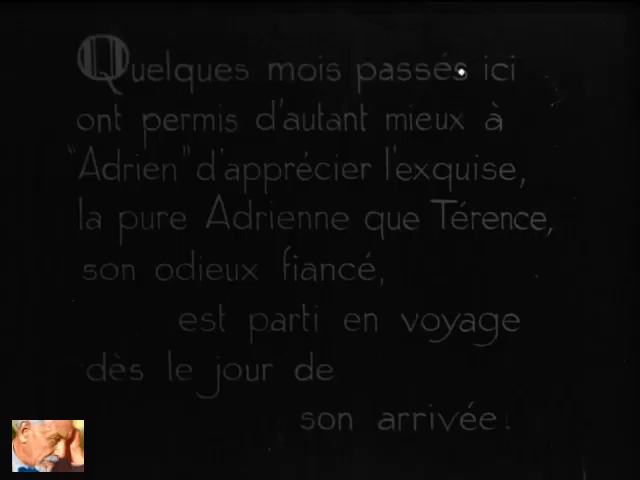 Quelques mois passés ici
ont permis d'autant mieux à
"Adrien" d'apprécier l'exquise,
la pure Adrienne que Térence,
son odieux fiancé,
est parti en voyage
dès le jour de
son arrivée.